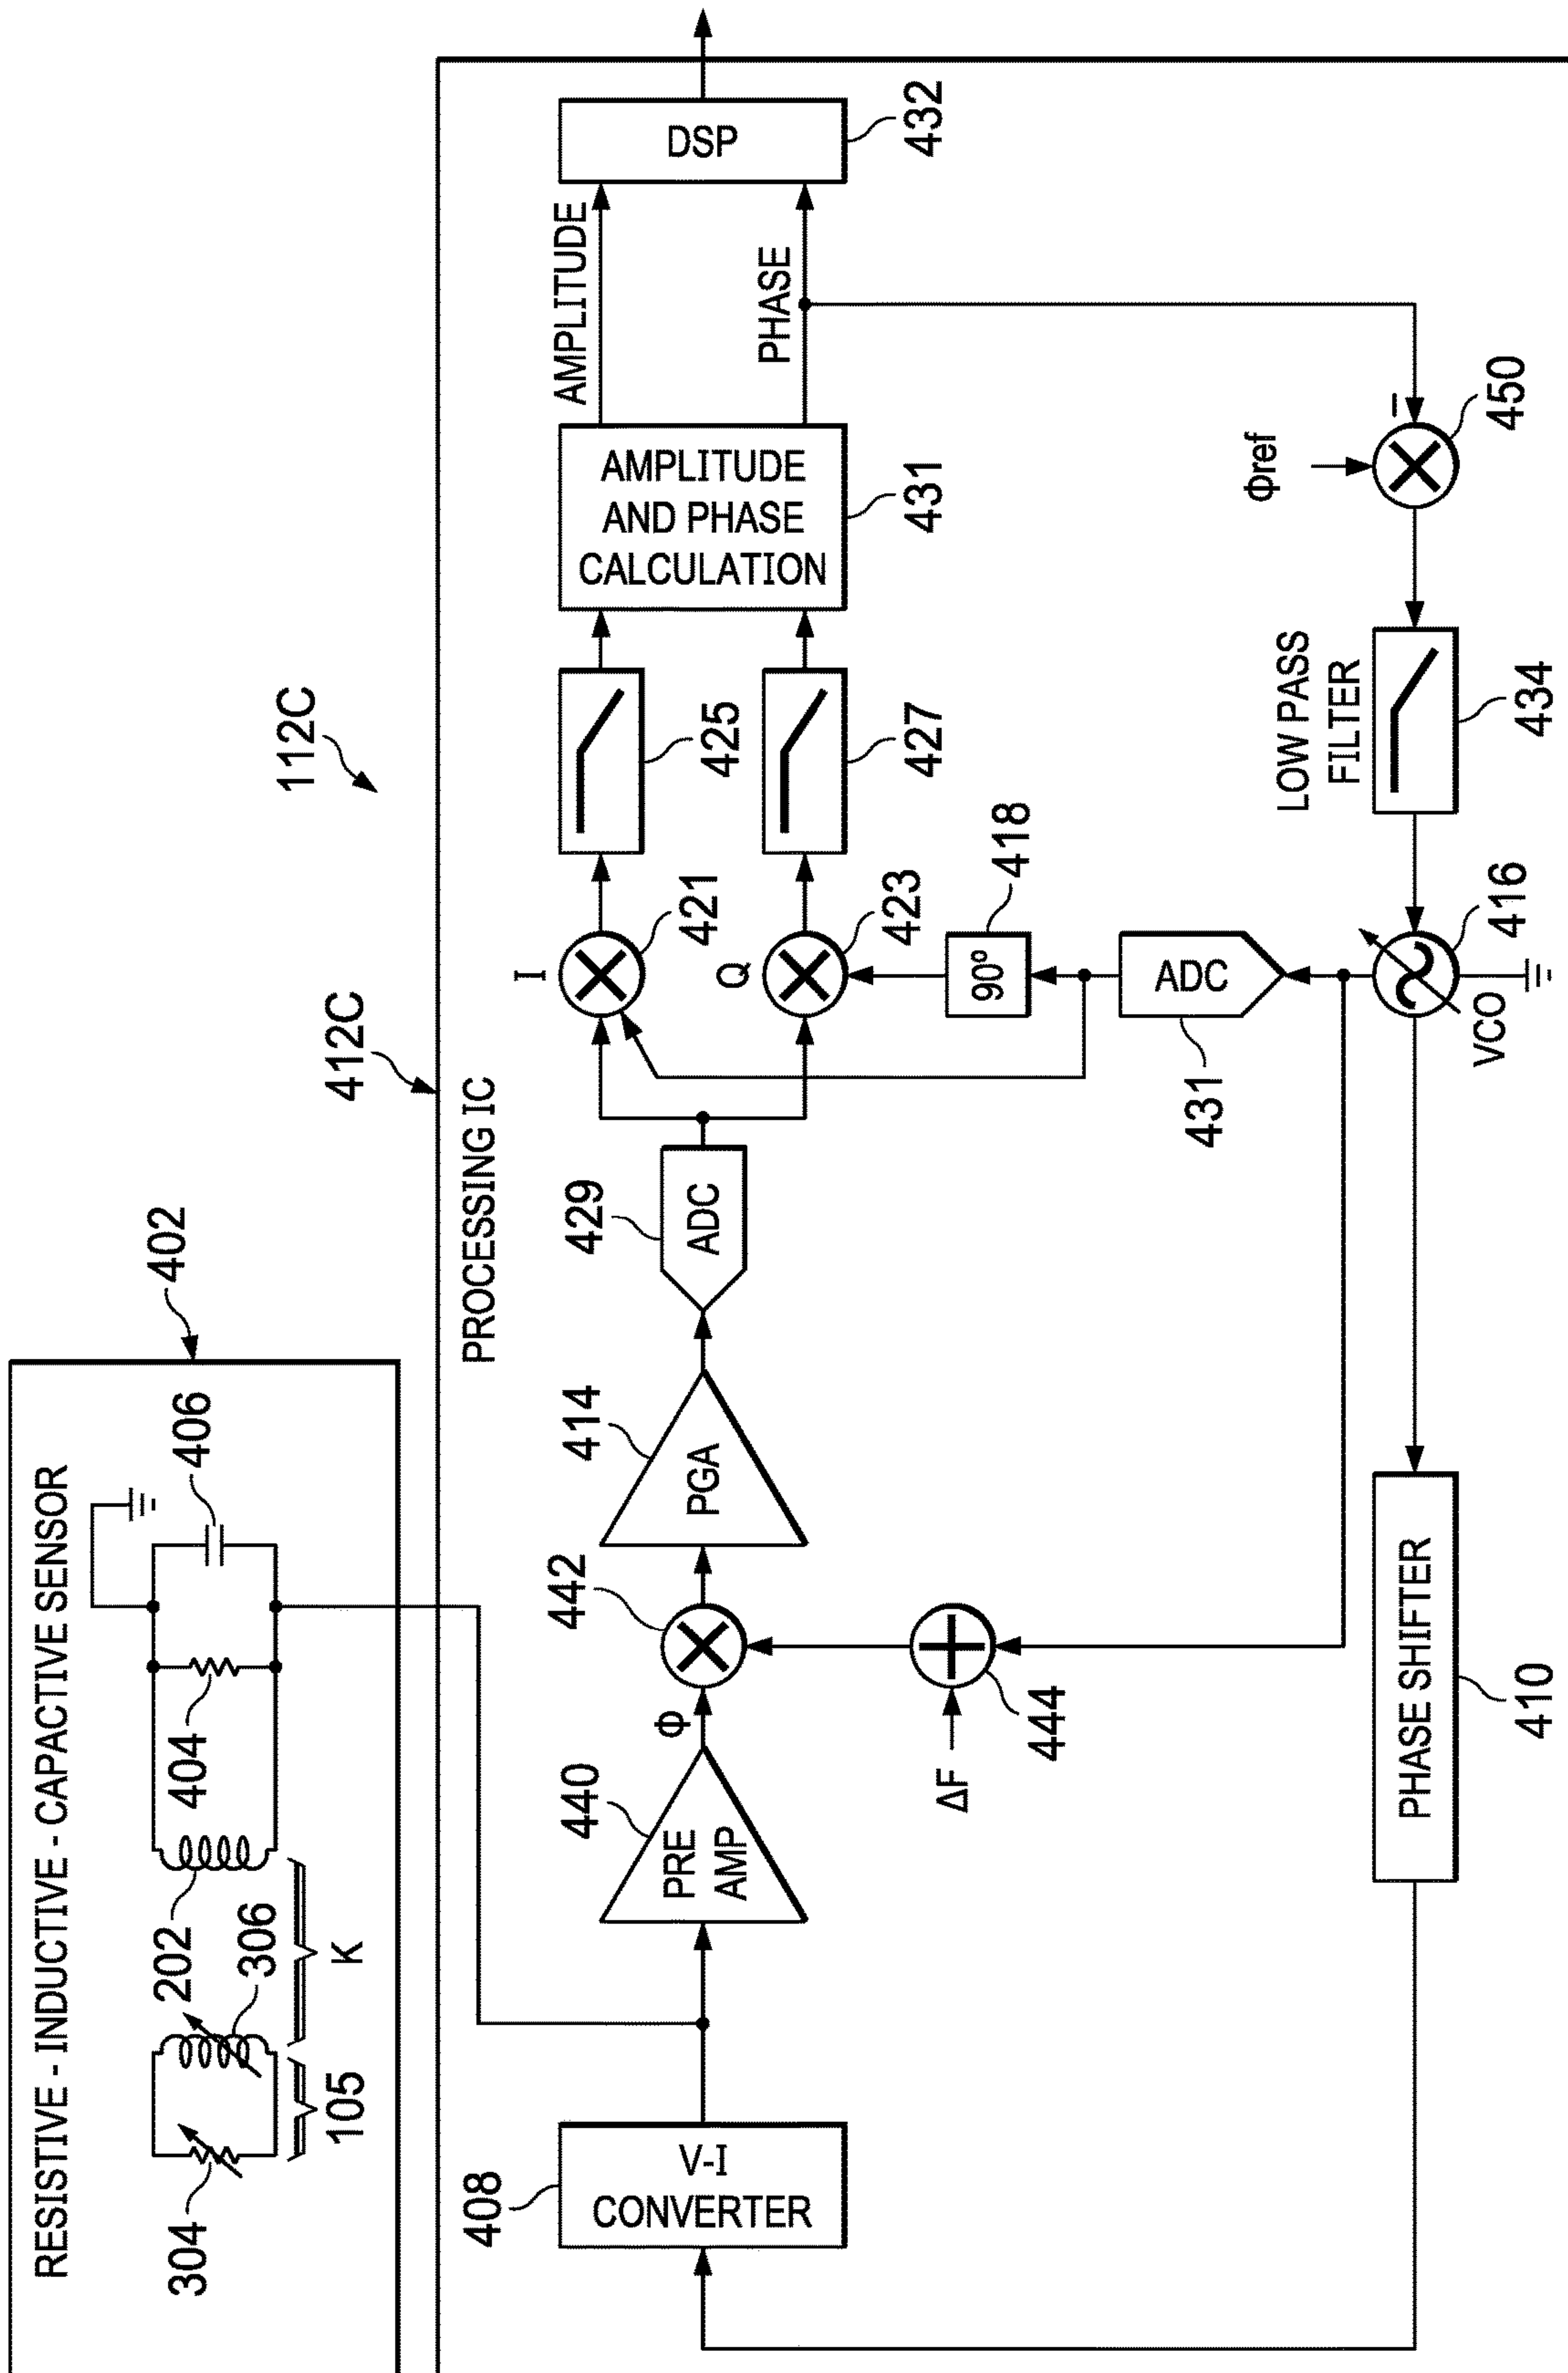 112C
RESISTIVE - INDUCTIVE - CAPACTIVE SENSOR
402
304
105
306
202
K
404
406
412C
PROCESSING IC
408
V-I
CONVERTER
440
PRE
AMP
Φ
442
414
PGA
429
ADC
I
421
Q
423
425
427
AMPLITUDE
AND PHASE
CALCULATION
431
AMPLITUDE
PHASE
DSP
432
ΔF
444
418
90º
ADC
431
410
PHASE SHIFTER
VCO
416
LOW PASS
FILTER
434
Φref
–
450